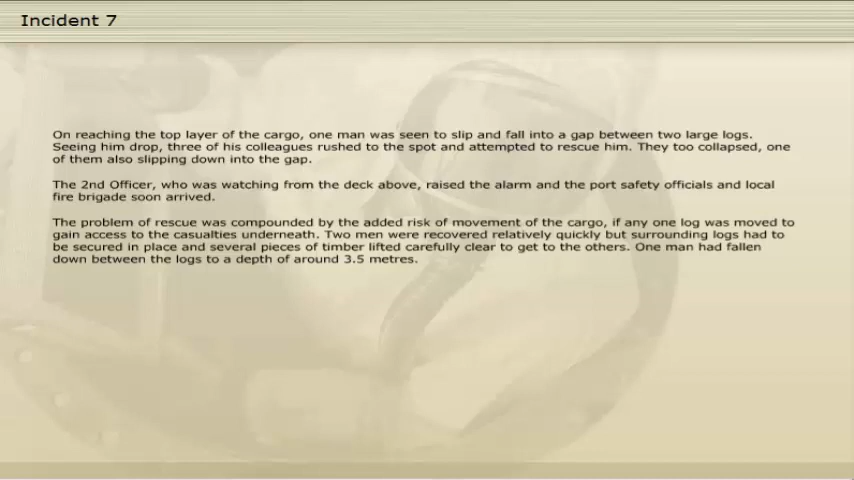 Incident 7
On reaching the top layer of the cargo, one man was seen to slip and fall into a gap between two large logs.
Seeing him drop, three of his colleagues rushed to the spot and attempted to rescue him. They too collapsed, one
of them also slipping down into the gap.
The 2nd Officer, who was watching from the deck above, raised the alarm and the port safety officials and local
fire brigade soon arrived.
The problem of rescue was compounded by the added risk of movement of the cargo, if any one log was moved to
gain access to the casualties underneath. Two men were recovered relatively quickly but surrounding logs had to
be secured in place and several pieces of timber lifted carefully clear to get to the others. One man had fallen
down between the logs to a depth of around 3.5 metres.